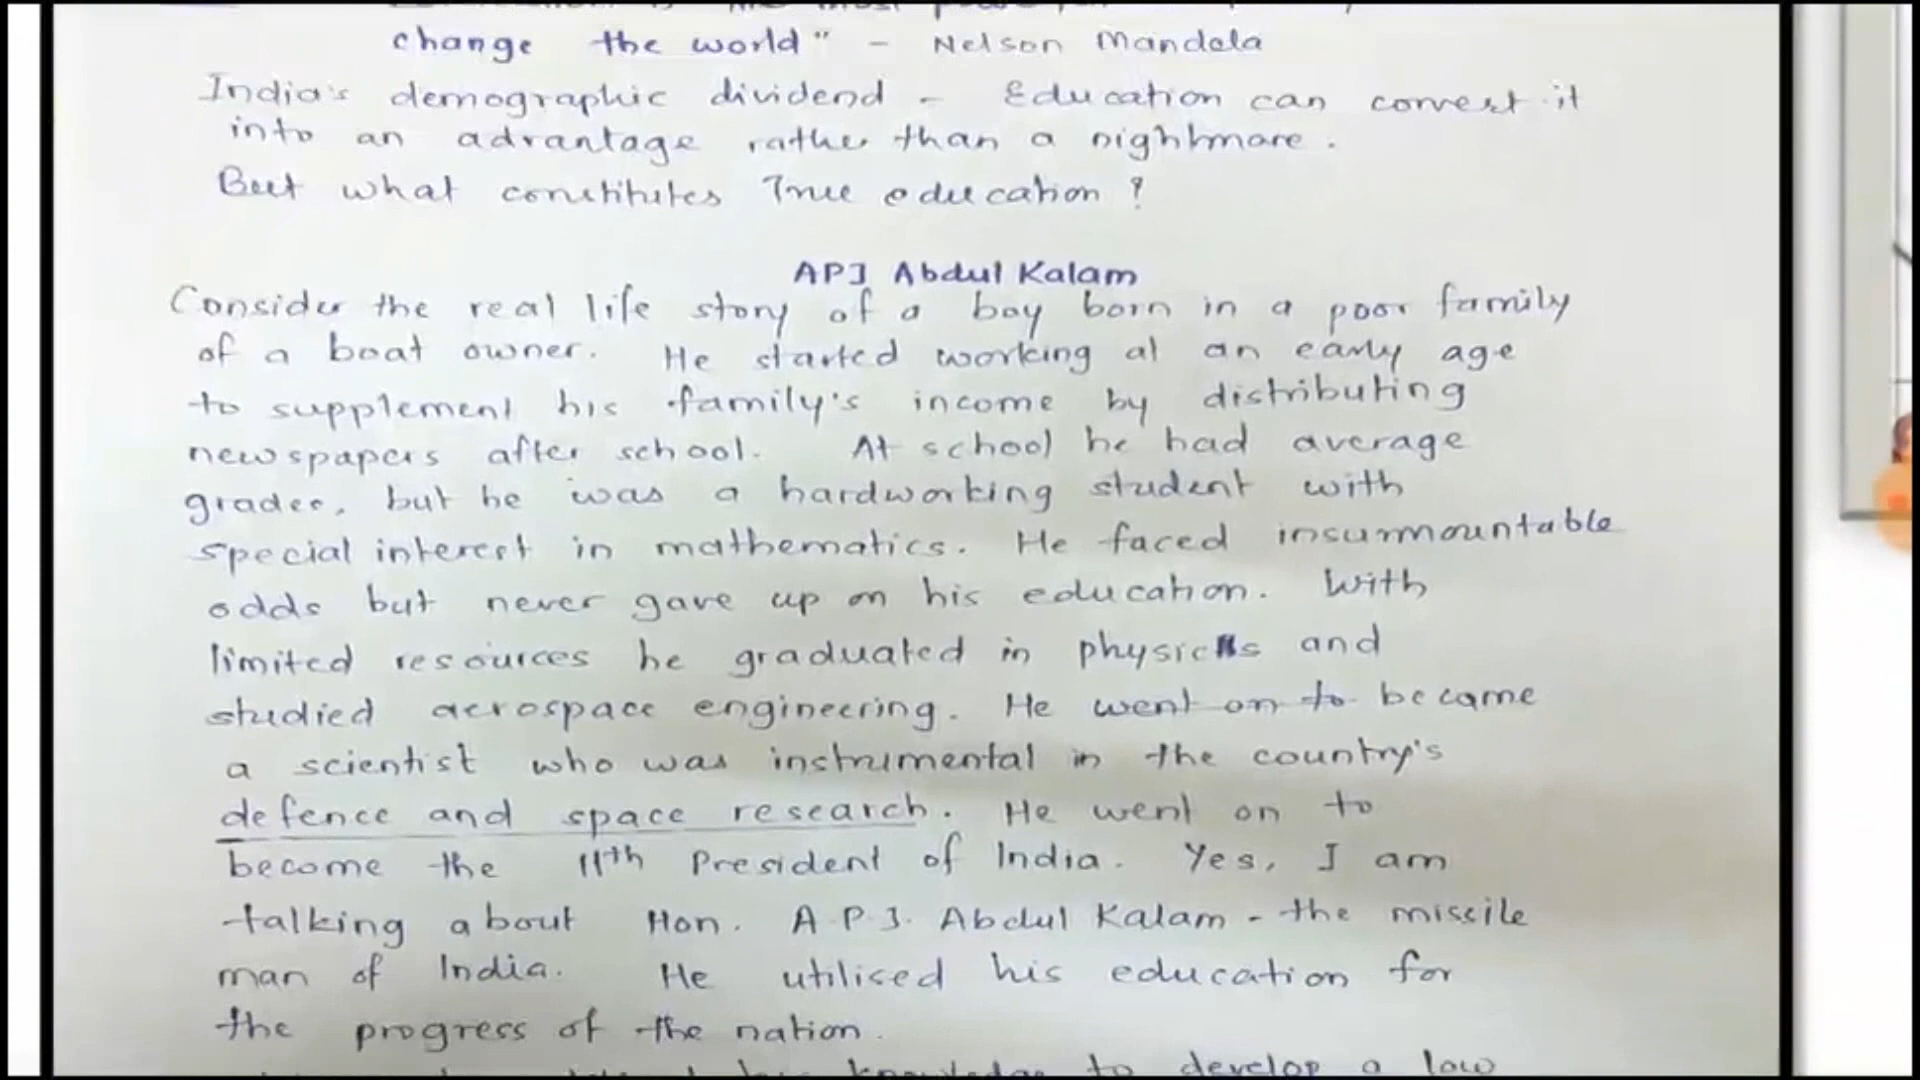 change the world" - Nelson Mandela
India's demographic dividend - Education can convert it
into an advantage rather than a nightmare.
But what constitutes True education?
APJ Abdul Kalam
Consider the real life story of a boy born in a poor family
of a boat owner. He started working at an early age
to supplement his family's income by distributing
newspapers after school. At school he had average
grades, but he was a hardworking student with
special interest in mathematics. He faced insurmountable
odds but never gave up on his education. With
limited resources he graduated in physics and
studied aerospace engineering. He went on to became
a scientist who was instrumental in the country's
defence and space research. He went on to
become the 11th President of India. Yes, I am
talking about Hon. A.P.J. Abdul Kalam - the missile
man of India. He utilised his education for
the progress of the nation.
knowledge to develop a low